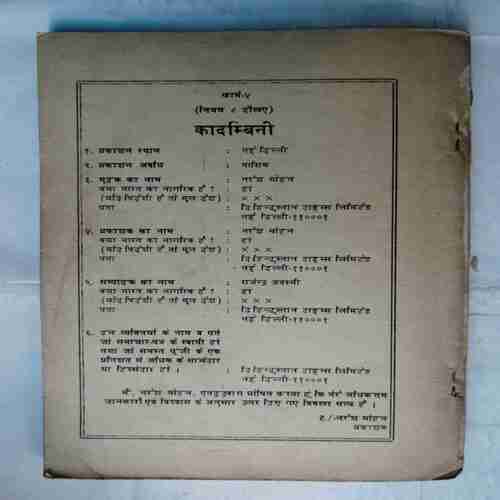 फार्म-४
(नियम ८ देखिए)
कादम्बिनी
१. प्रकाशन स्थान : नई दिल्ली
२. प्रकाशन अवधि : मासिक
३. मुद्रक का नाम : नरेश मोहन
क्या भारत का नागरिक है? : हां
(यदि विदेशी है तो मूल देश) : × × ×
पता : दि हिन्दुस्तान टाइम्स लिमिटेड
नई दिल्ली-११०००१
४. प्रकाशक का नाम : नरेश मोहन
क्या भारत का नागरिक है? : हां
(यदि विदेशी है तो मूल देश) : × × ×
पता : दि हिन्दुस्तान टाइम्स लिमिटेड
नई दिल्ली-११०००१
५. सम्पादक का नाम : राजेन्द्र अवस्थी
क्या भारत का नागरिक है? : हां
(यदि विदेशी है तो मूल देश) : × × ×
पता : दि हिन्दुस्तान टाइम्स लिमिटेड
नई दिल्ली-११०००१
६. उन व्यक्तियों के नाम व पते
जो समाचार-पत्र के स्वामी हों
तथा जो समस्त पूंजी के एक
प्रतिशत से अधिक के साझेदार
या हिस्सेदार हों। : दि हिन्दुस्तान टाइम्स लिमिटेड
नई दिल्ली-११०००१
मैं, नरेश मोहन, एतद्द्वारा घोषित करता हूं कि मेरी अधिकतम
जानकारी एवं विश्वास के अनुसार ऊपर दिए गए विवरण सत्य हैं।
ह./-नरेश मोहन
प्रकाशक